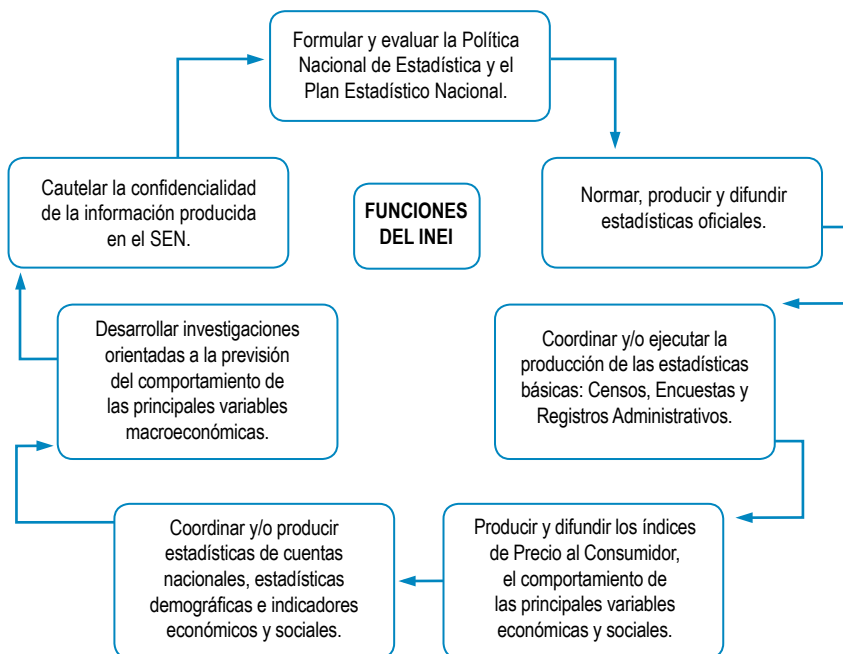 Formular y evaluar la Política
Nacional de Estadística y el
Plan Estadístico Nacional.
Normar, producir y difundir
estadísticas oficiales.
Coordinar y/o ejecutar la
producción de las estadísticas
básicas: Censos, Encuestas y
Registros Administrativos.
Producir y difundir los índices
de Precio al Consumidor,
el comportamiento de
las principales variables
económicas y sociales.
Coordinar y/o producir
estadísticas de cuentas
nacionales, estadísticas
demográficas e indicadores
económicos y sociales.
Desarrollar investigaciones
orientadas a la previsión
del comportamiento de
las principales variables
macroeconómicas.
Cautelar la confidencialidad
de la información producida
en el SEN.
FUNCIONES
DEL INEI